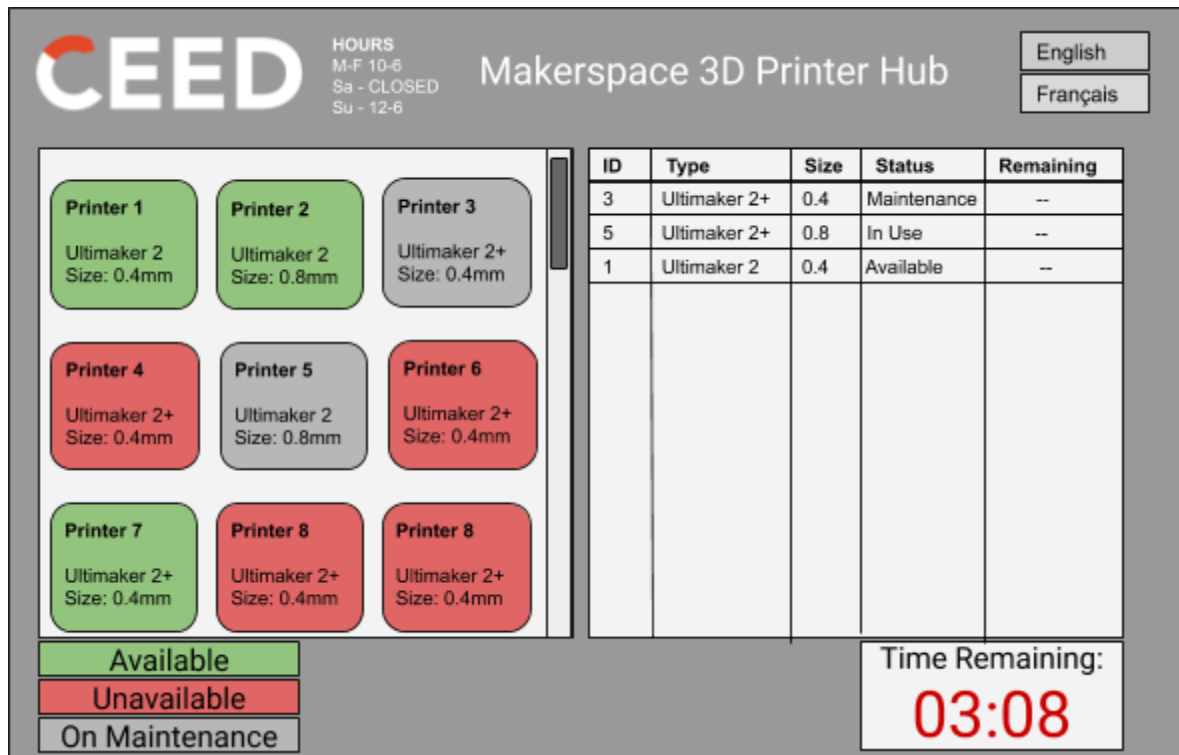 CEED
HOURS
M-F 10-6
Sa - CLOSED
Su - 12-6
Makerspace 3D Printer Hub
English
Français
Printer 1
Ultimaker 2
Size: 0.4mm
Printer 2
Ultimaker 2
Size: 0.8mm
Printer 3
Ultimaker 2+
Size: 0.4mm
Printer 4
Ultimaker 2+
Size: 0.4mm
Printer 5
Ultimaker 2
Size: 0.8mm
Printer 6
Ultimaker 2+
Size: 0.4mm
Printer 7
Ultimaker 2+
Size: 0.4mm
Printer 8
Ultimaker 2+
Size: 0.4mm
Printer 8
Ultimaker 2+
Size: 0.4mm
ID Type Size Status Remaining
3 Ultimaker 2+ 0.4 Maintenance --
5 Ultimaker 2+ 0.8 In Use --
1 Ultimaker 2 0.4 Available --
Available
Unavailable
On Maintenance
Time Remaining:
03:08